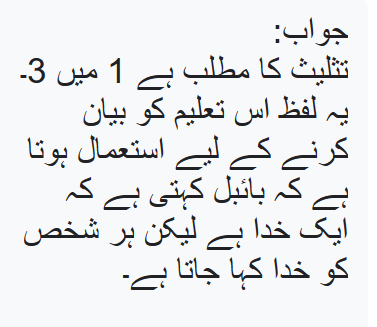 جواب:
تثلیث کا مطلب ہے 1 میں 3۔
یہ لفظ اس تعلیم کو بیان
کرنے کے لیے استعمال ہوتا
ہے کہ بائبل کہتی ہے کہ
ایک خدا ہے لیکن ہر شخص
کو خدا کہا جاتا ہے۔